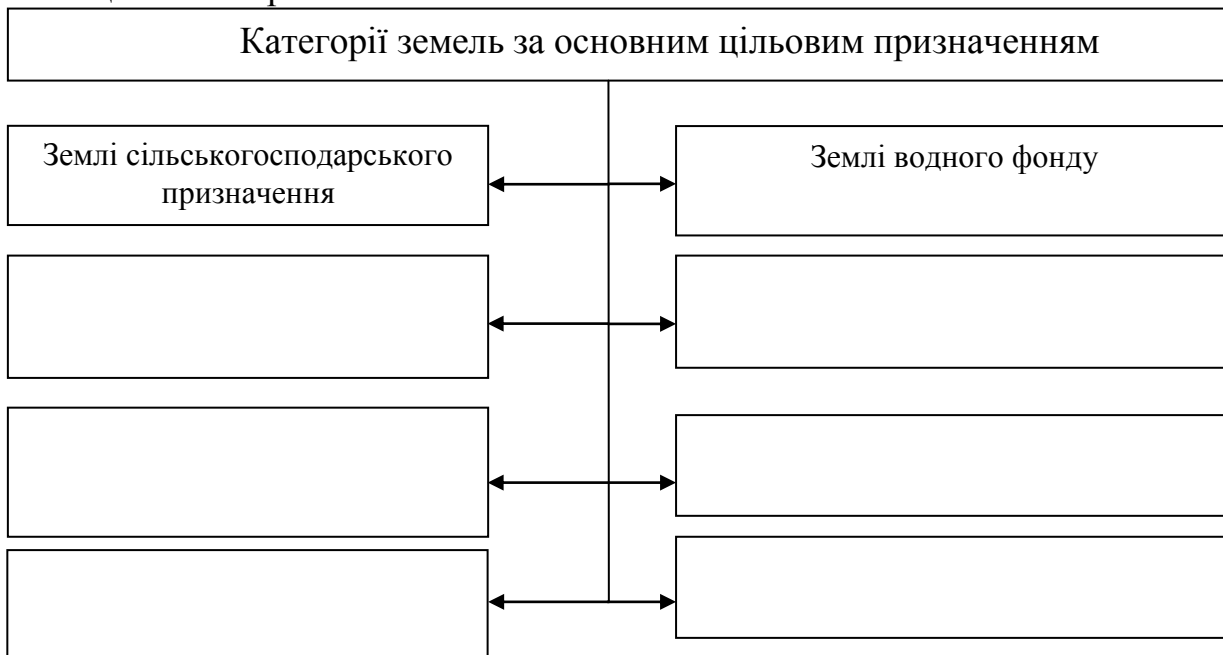 Категорії земель за основним цільовим призначенням
Землі сільськогосподарського
призначення
Землі водного фонду